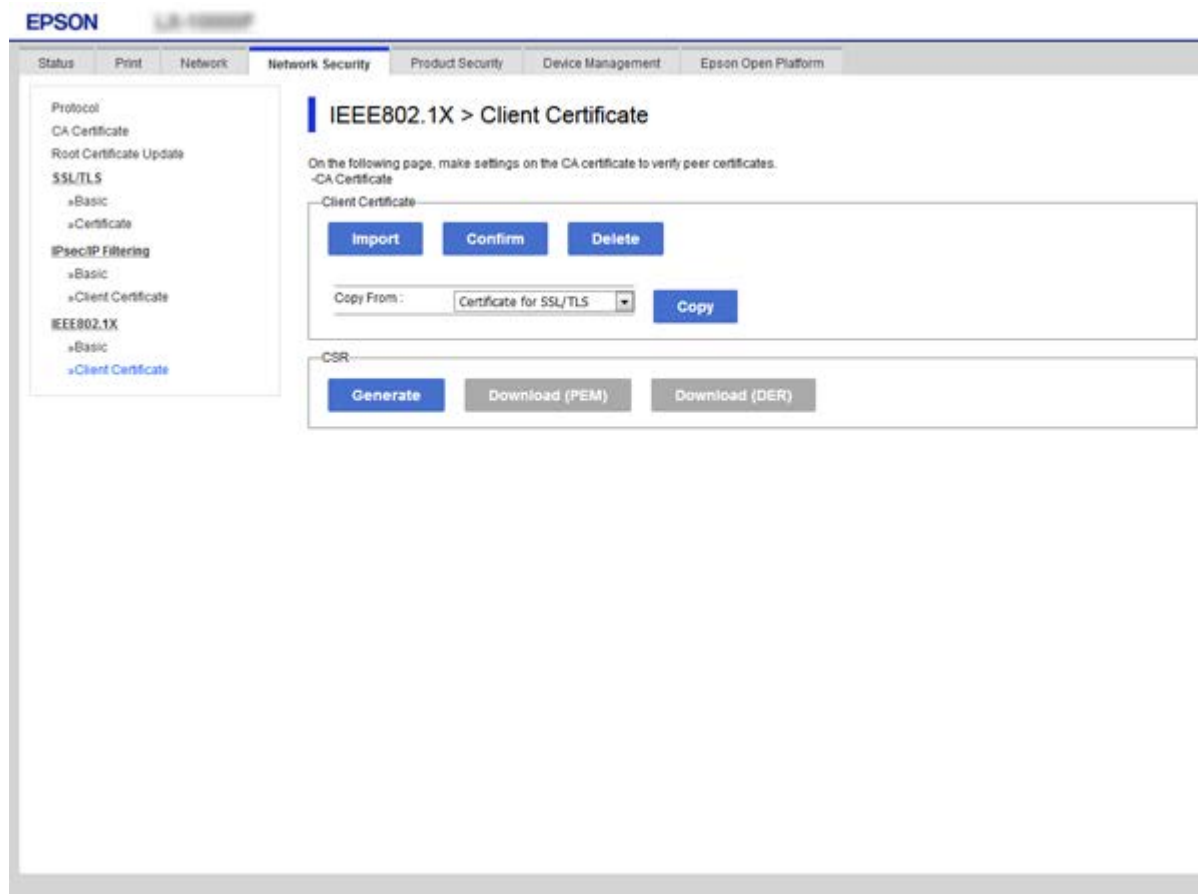 EPSON
Status Print Network Network Security Product Security Device Management Epson Open Platform
Protocol
CA Certificate
Root Certificate Update
SSL/TLS
»Basic
»Certificate
IPsec/IP Filtering
»Basic
»Client Certificate
IEEE802.1X
»Basic
»Client Certificate
IEEE802.1X > Client Certificate
On the following page, make settings on the CA certificate to verify peer certificates.
-CA Certificate
Client Certificate
Import Confirm Delete
Copy From : Certificate for SSL/TLS Copy
CSR
Generate Download (PEM) Download (DER)